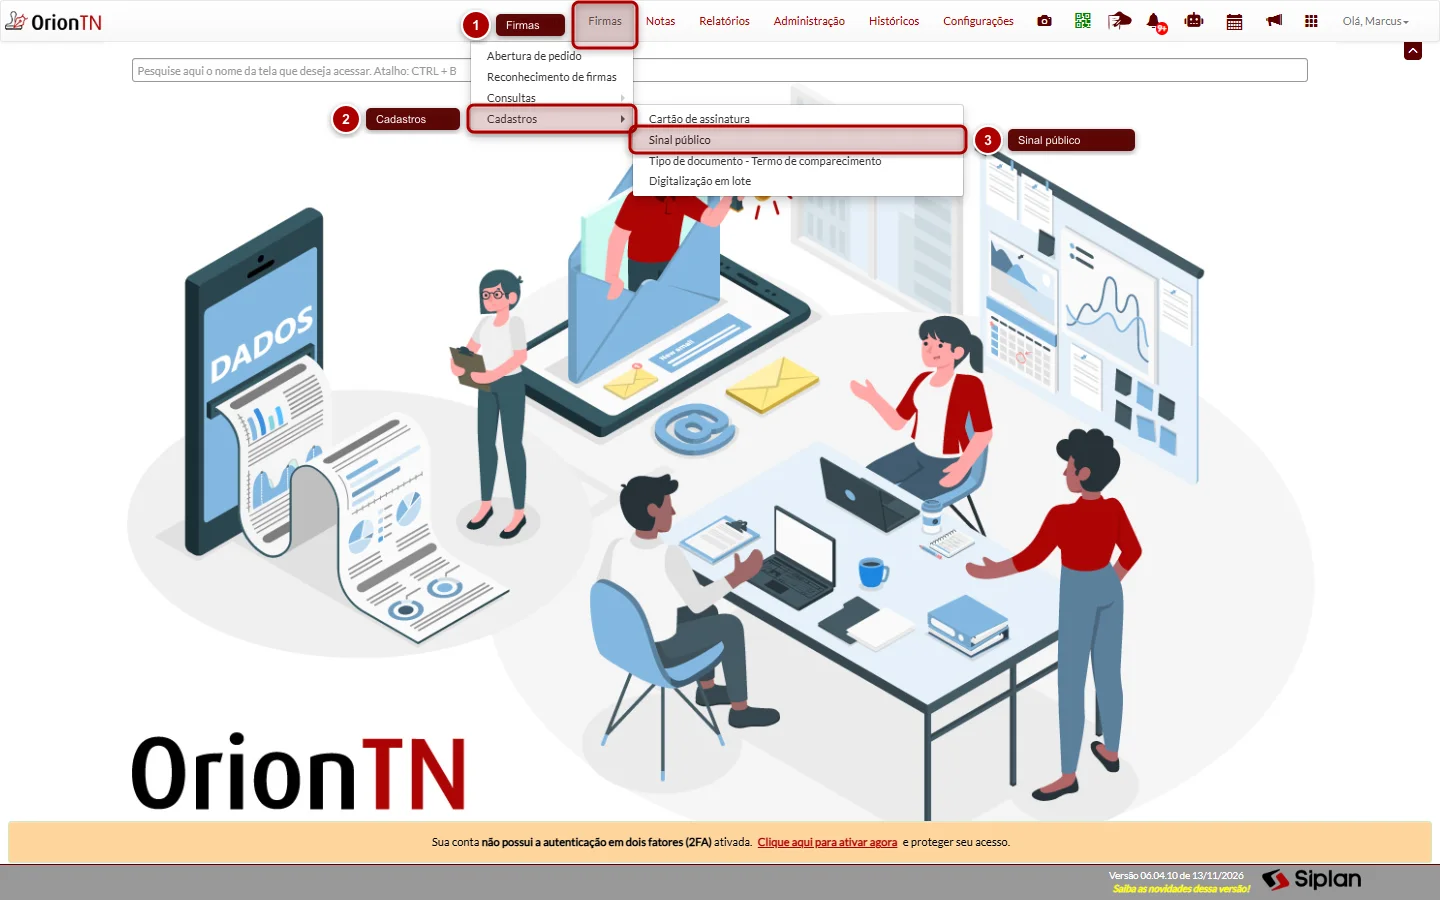 OrionTN
1
Firmas
Firmas
Notas
Relatórios
Administração
Históricos
Configurações
9+
Olá, Marcus
Abertura de pedido
Reconhecimento de firmas
Consultas
Cadastros
Pesquise aqui o nome da tela que deseja acessar. Atalho: CTRL + B
2
Cadastros
Cartão de assinatura
Sinal público
Tipo de documento - Termo de comparecimento
Digitalização em lote
3
Sinal público
DADOS
New email
@
OrionTN
Sua conta não possui a autenticação em dois fatores (2FA) ativada. Clique aqui para ativar agora e proteger seu acesso.
Versão 06.04.10 de 13/11/2026
Saiba as novidades dessa versão!
Siplan